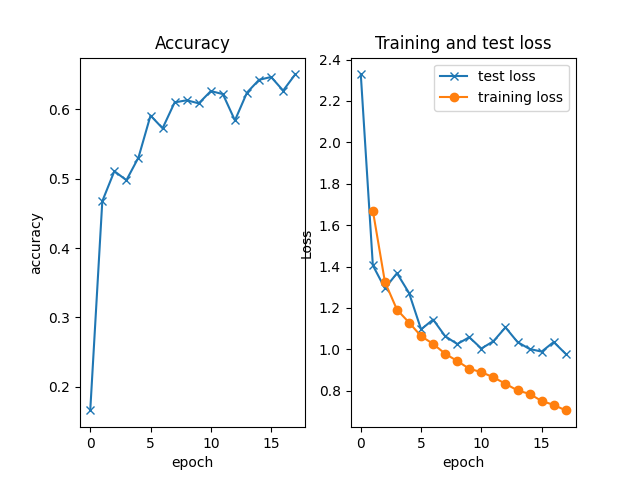 Accuracy
accuracy
0.6
0.5
0.4
0.3
0.2
0
5
10
15
epoch
Training and test loss
Loss
2.4
2.2
2.0
1.8
1.6
1.4
1.2
1.0
0.8
test loss
training loss
0
5
10
15
epoch